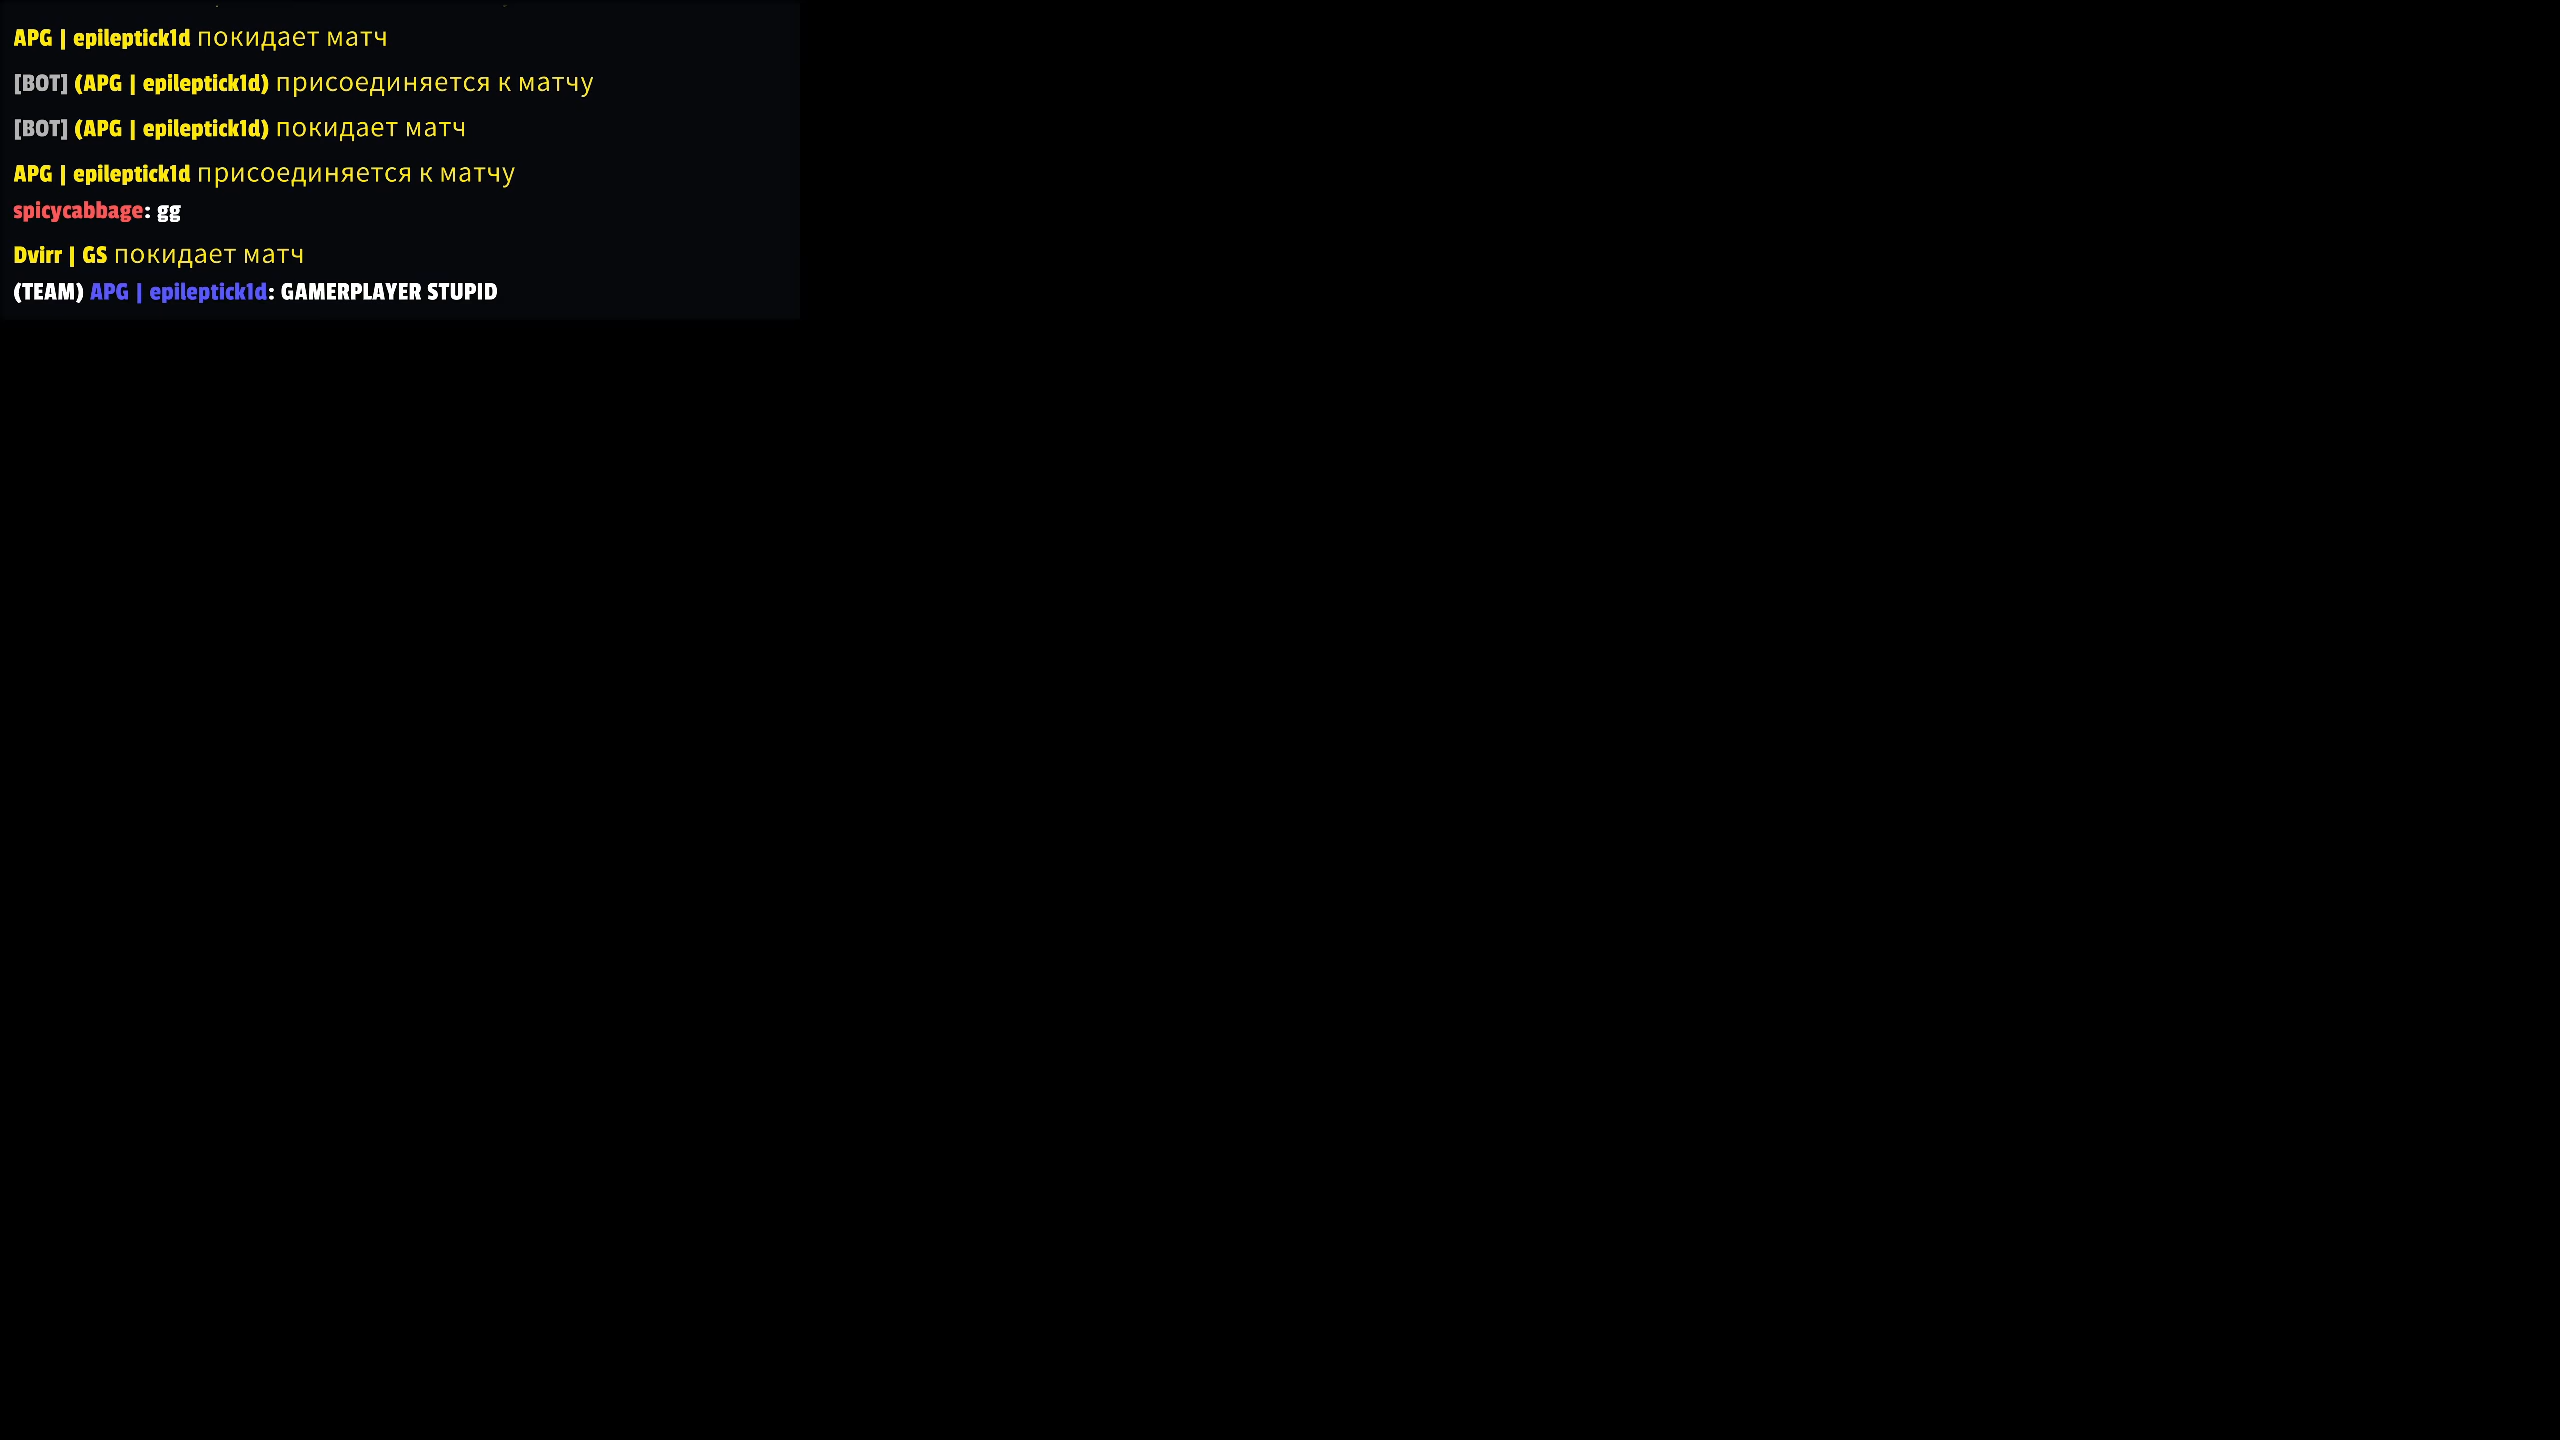 APG | epileptick1d покидает матч
[BOT] (APG | epileptick1d) присоединяется к матчу
[BOT] (APG | epileptick1d) покидает матч
APG | epileptick1d присоединяется к матчу
spicycabbage: gg
Dvirr | GS покидает матч
(TEAM) APG | epileptick1d: GAMERPLAYER STUPID